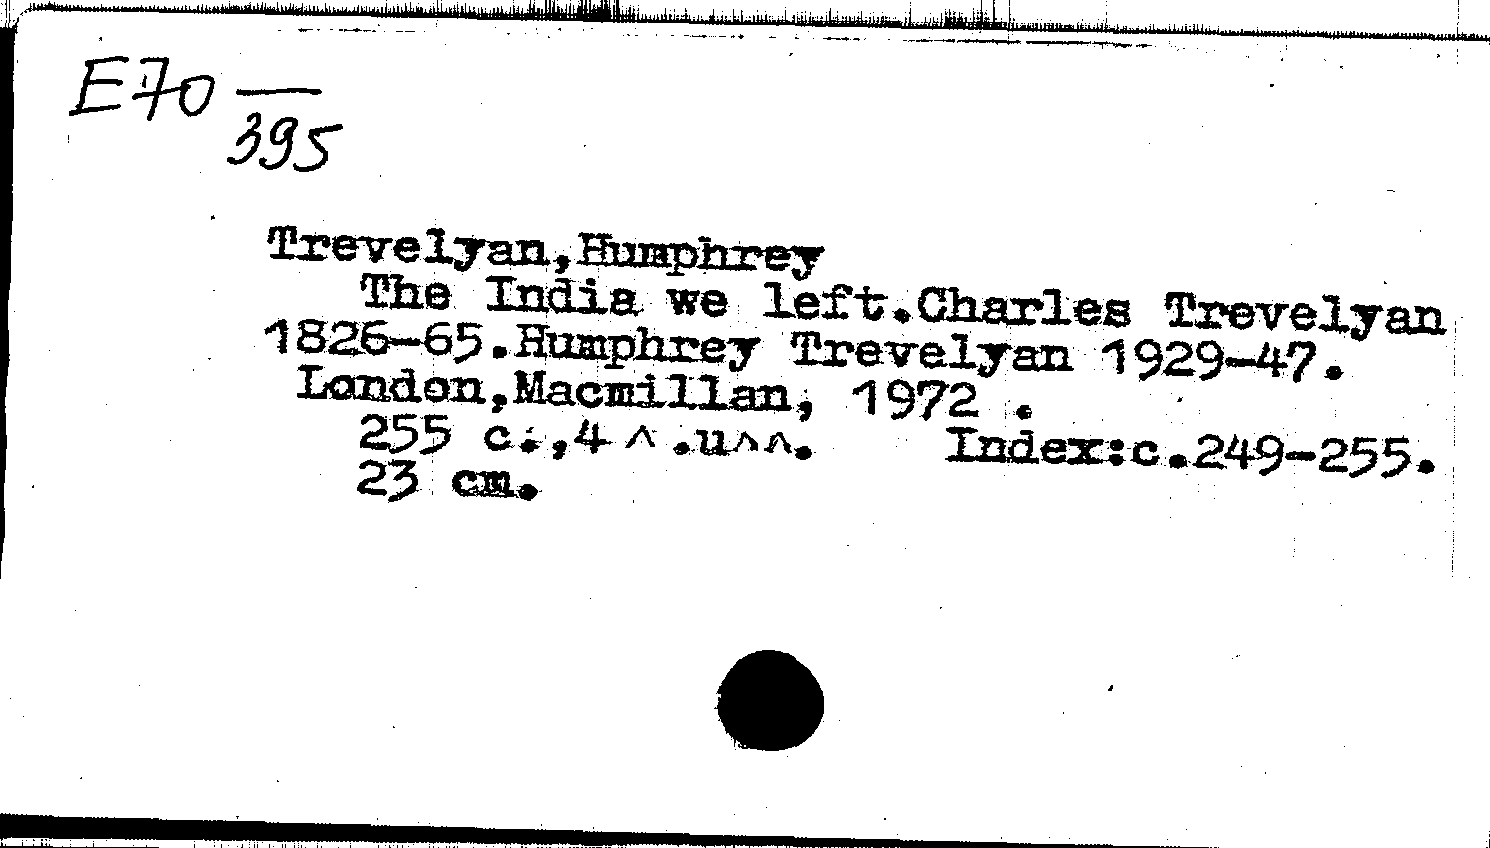 E70 —
395
Trevelyan,Humphrey
The India we left.Charles Trevelyan
1826-65.Humphrey Trevelyan 1929-47.
London,Macmillan, 1972 .
255 c.,4 ^ .u^^. Index:c.249-255.
23 cm.